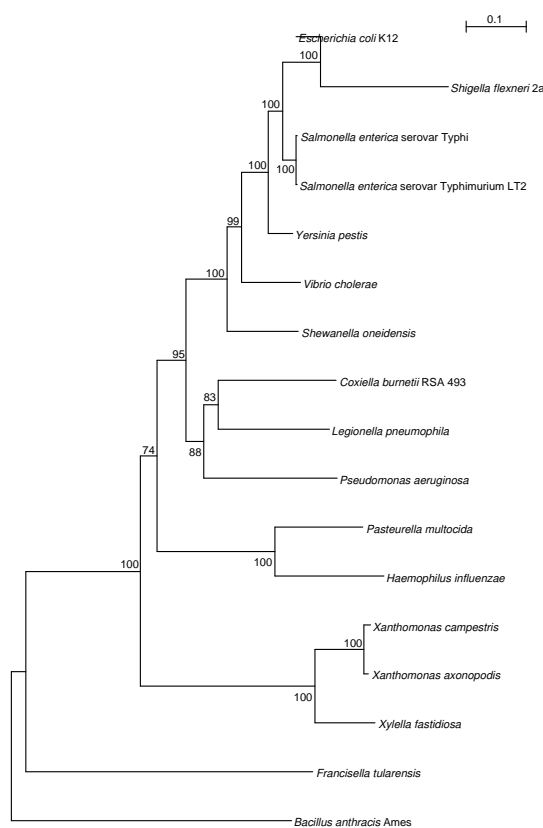 0.1
Escherichia coli K12
100
Shigella flexneri 2a
100
Salmonella enterica serovar Typhi
100
100
Salmonella enterica serovar Typhimurium LT2
99
Yersinia pestis
100
Vibrio cholerae
Shewanella oneidensis
95
Coxiella burnetii RSA 493
83
Legionella pneumophila
74
88
Pseudomonas aeruginosa
Pasteurella multocida
100
100
Haemophilus influenzae
Xanthomonas campestris
100
Xanthomonas axonopodis
100
Xylella fastidiosa
Francisella tularensis
Bacillus anthracis Ames